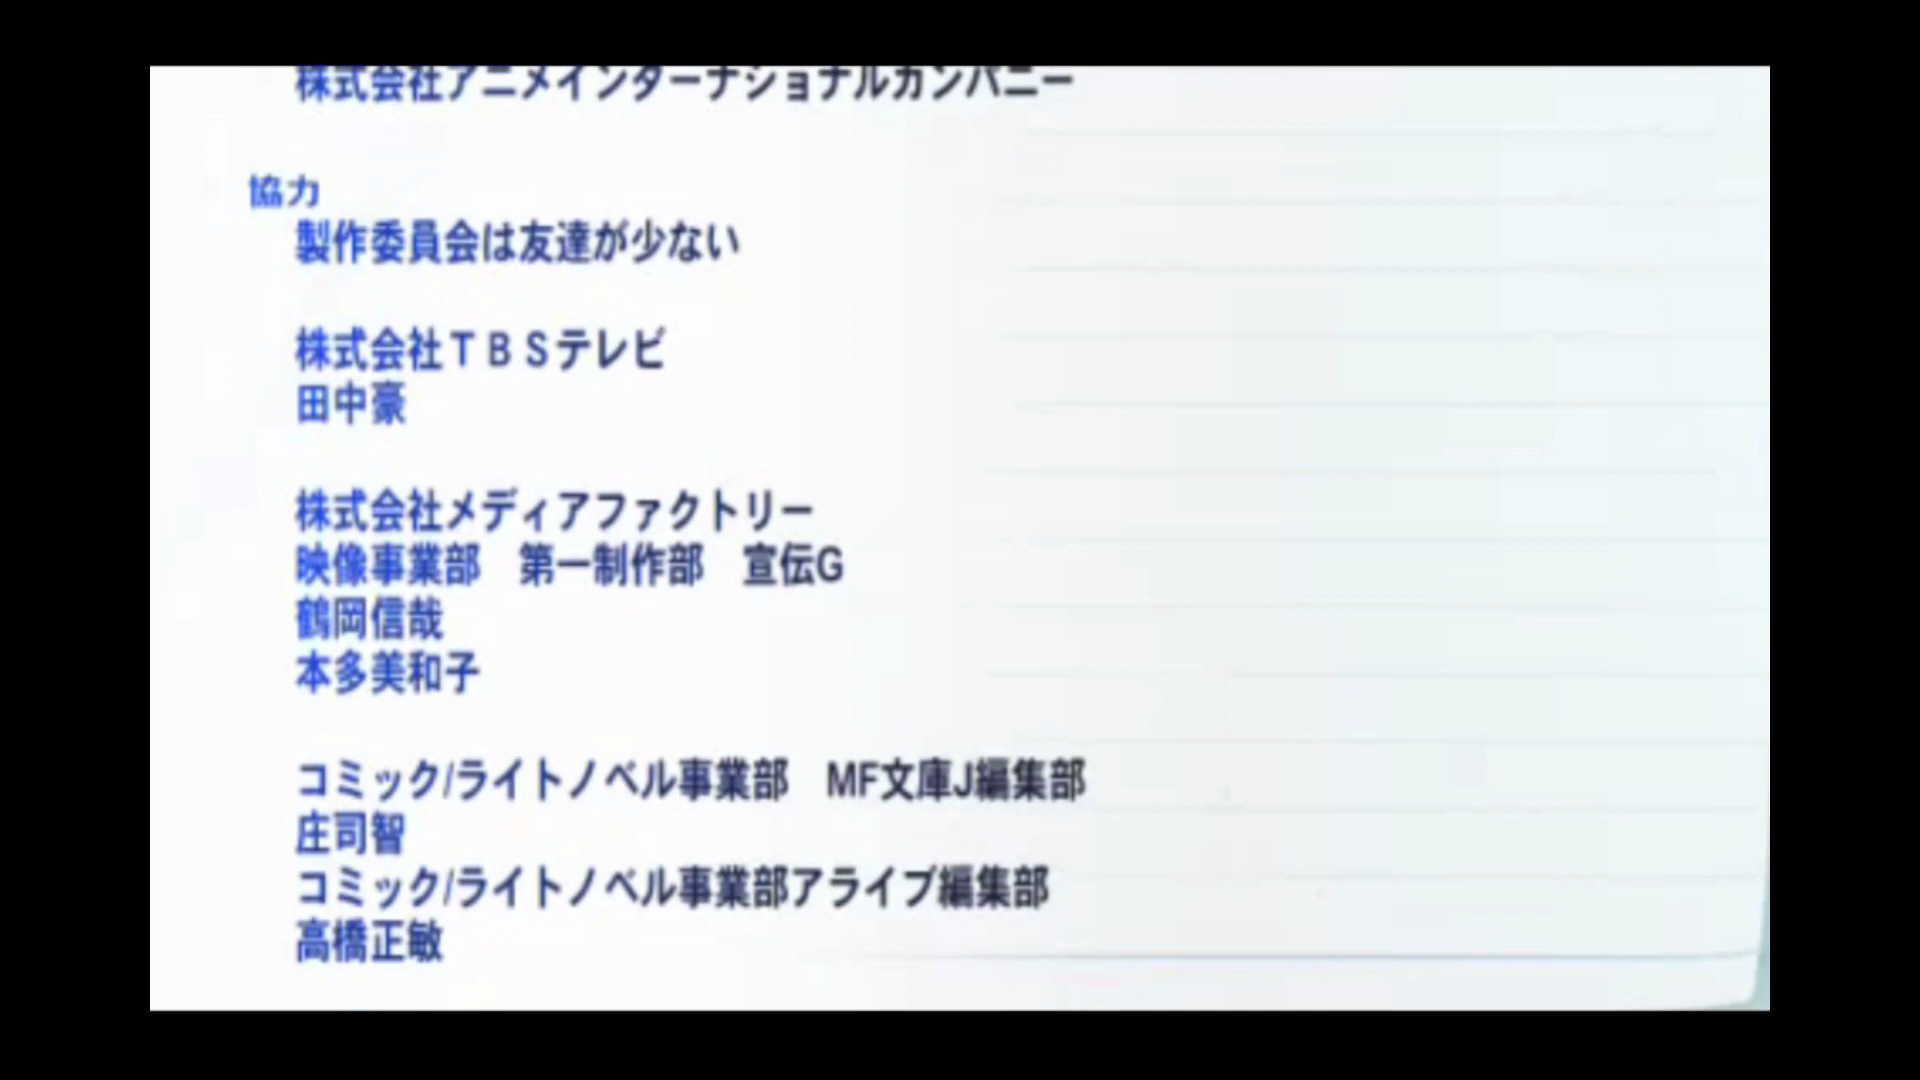 株式会社アニメインターナショナルカンパニー
協力
製作委員会は友達が少ない
株式会社ＴＢＳテレビ
田中豪
株式会社メディアファクトリー
映像事業部　第一制作部　宣伝G
鶴岡信哉
本多美和子
コミック/ライトノベル事業部　MF文庫J編集部
庄司智
コミック/ライトノベル事業部アライブ編集部
高橋正敏